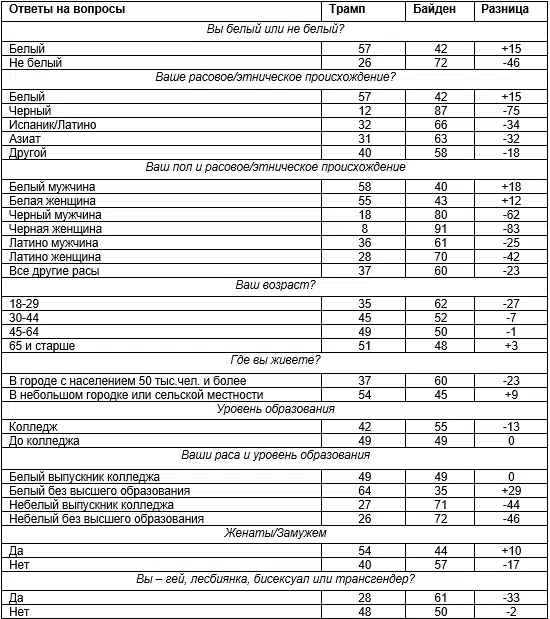 Ответы на вопросы Трамп Байден Разница
Вы белый или не белый?
Белый 57 42 +15
Не белый 26 72 -46
Ваше расовое/этническое происхождение?
Белый 57 42 +15
Черный 12 87 -75
Испаник/Латино 32 66 -34
Азиат 31 63 -32
Другой 40 58 -18
Ваш пол и расовое/этническое происхождение
Белый мужчина 58 40 +18
Белая женщина 55 43 +12
Черный мужчина 18 80 -62
Черная женщина 8 91 -83
Латино мужчина 36 61 -25
Латино женщина 28 70 -42
Все другие расы 37 60 -23
Ваш возраст?
18-29 35 62 -27
30-44 45 52 -7
45-64 49 50 -1
65 и старше 51 48 +3
Где вы живете?
В городе с населением 50 тыс.чел. и более 37 60 -23
В небольшом городке или сельской местности 54 45 +9
Уровень образования
Колледж 42 55 -13
До колледжа 49 49 0
Ваши раса и уровень образования
Белый выпускник колледжа 49 49 0
Белый без высшего образования 64 35 +29
Небелый выпускник колледжа 27 71 -44
Небелый без высшего образования 26 72 -46
Женаты/Замужем
Да 54 44 +10
Нет 40 57 -17
Вы – гей, лесбиянка, бисексуал или трансгендер?
Да 28 61 -33
Нет 48 50 -2